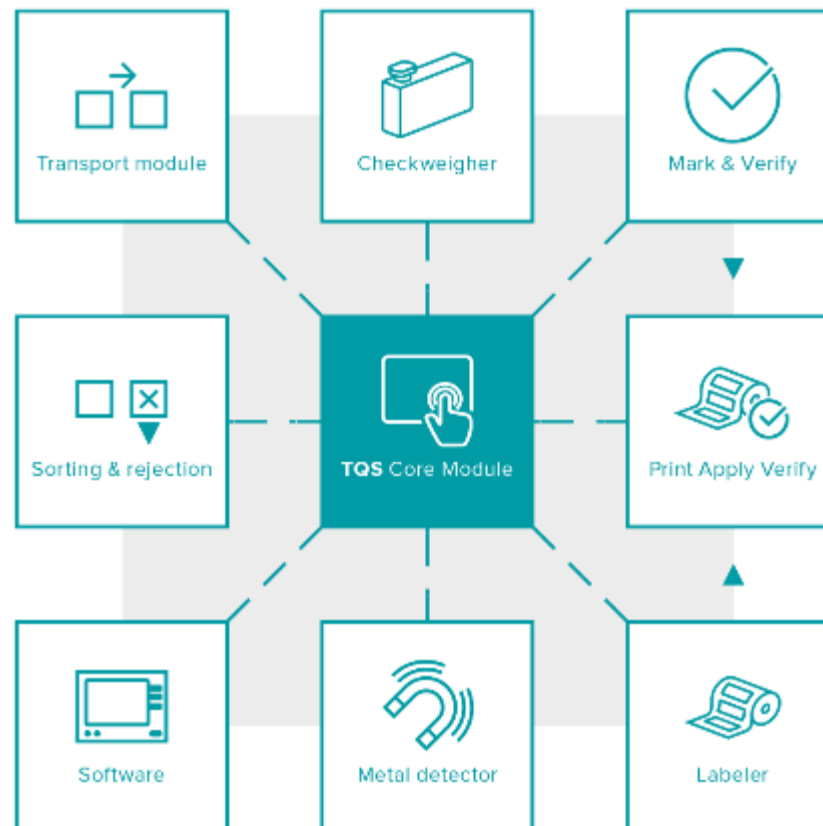 Transport module
Checkweigher
Mark & Verify
Sorting & rejection
TQS Core Module
Print Apply Verify
Software
Metal detector
Labeler